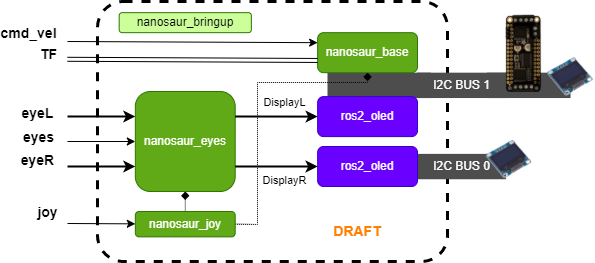 nanosaur_bringup
cmd_vel
TF
nanosaur_base
I2C BUS 1
DisplayL
eyeL
eyes
eyeR
nanosaur_eyes
ros2_oled
ros2_oled
I2C BUS 0
DisplayR
joy
nanosaur_joy
DRAFT